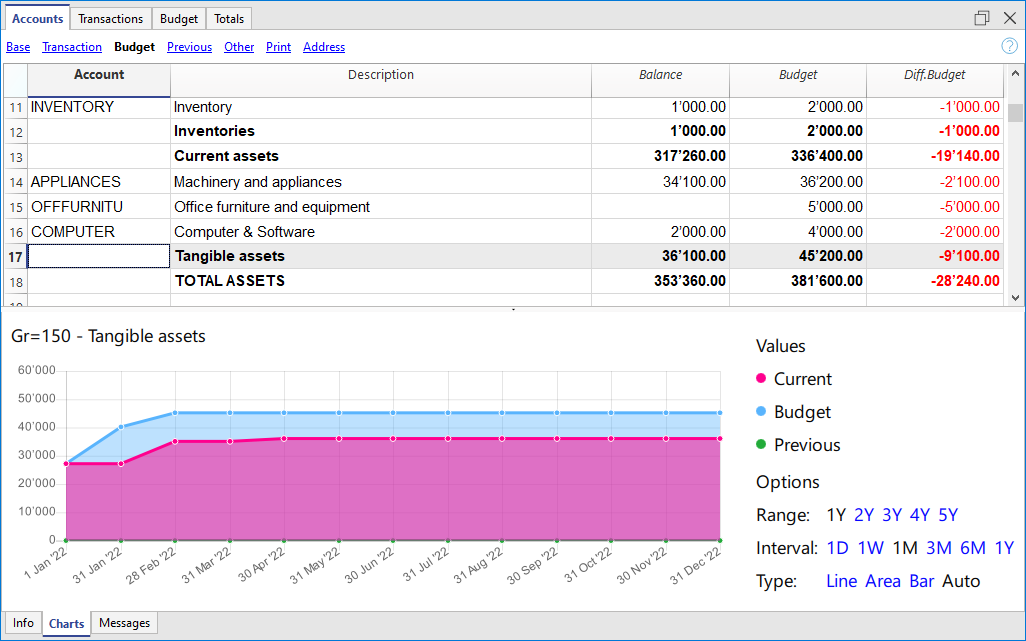 Accounts Transactions Budget Totals
Base Transaction Budget Previous Other Print Address ?
Account Description Balance Budget Diff.Budget
11 INVENTORY Inventory 1’000.00 2’000.00 -1’000.00
12 Inventories 1’000.00 2’000.00 -1’000.00
13 Current assets 317’260.00 336’400.00 -19’140.00
14 APPLIANCES Machinery and appliances 34’100.00 36’200.00 -2’100.00
15 OFFFURNITU Office furniture and equipment 5’000.00 -5’000.00
16 COMPUTER Computer & Software 2’000.00 4’000.00 -2’000.00
17 Tangible assets 36’100.00 45’200.00 -9’100.00
18 TOTAL ASSETS 353’360.00 381’600.00 -28’240.00
Gr=150 - Tangible assets
60’000
50’000
40’000
30’000
20’000
10’000
0
1 Jan '22 31 Jan '22 28 Feb '22 31 Mar '22 30 Apr '22 31 May '22 30 Jun '22 31 Jul '22 31 Aug '22 30 Sep '22 31 Oct '22 30 Nov '22 31 Dec '22
Values
Current
Budget
Previous
Options
Range: 1Y 2Y 3Y 4Y 5Y
Interval: 1D 1W 1M 3M 6M 1Y
Type: Line Area Bar Auto
Info Charts Messages